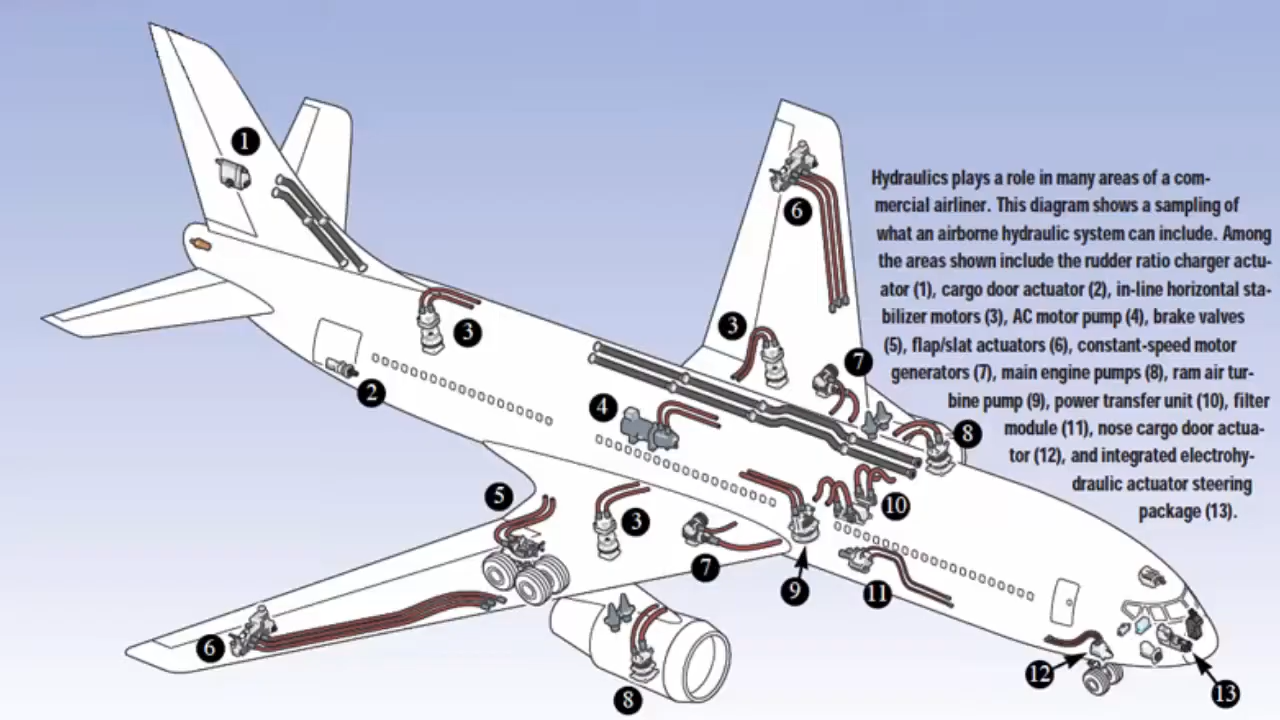 1
6
Hydraulics plays a role in many areas of a com-
mercial airliner. This diagram shows a sampling of
what an airborne hydraulic system can include. Among
the areas shown include the rudder ratio charger actu-
ator (1), cargo door actuator (2), in-line horizontal sta-
bilizer motors (3), AC motor pump (4), brake valves
(5), flap/slat actuators (6), constant-speed motor
generators (7), main engine pumps (8), ram air tur-
bine pump (9), power transfer unit (10), filter
module (11), nose cargo door actua-
tor (12), and integrated electrohy-
draulic actuator steering
package (13).
3
3
7
2
4
8
5
3
10
7
9
11
6
12
13
8